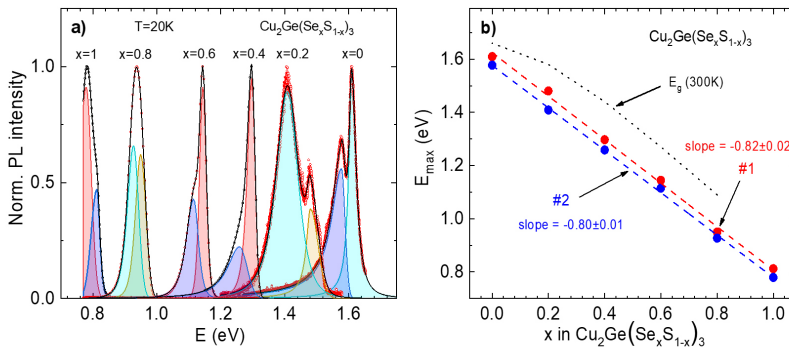 a) T=20K Cu₂Ge(SeₓS₁₋ₓ)₃
x=1 x=0.8 x=0.6 x=0.4 x=0.2 x=0
1.0
0.5
0.0
Norm. PL intensity
0.8 1.0 1.2 1.4 1.6
E (eV)
b) Cu₂Ge(SeₓS₁₋ₓ)₃
E_g (300K)
slope = -0.82±0.02
#1
#2
slope = -0.80±0.01
1.6
1.4
1.2
1.0
0.8
E_max (eV)
0.0 0.2 0.4 0.6 0.8 1.0
x in Cu₂Ge(SeₓS₁₋ₓ)₃